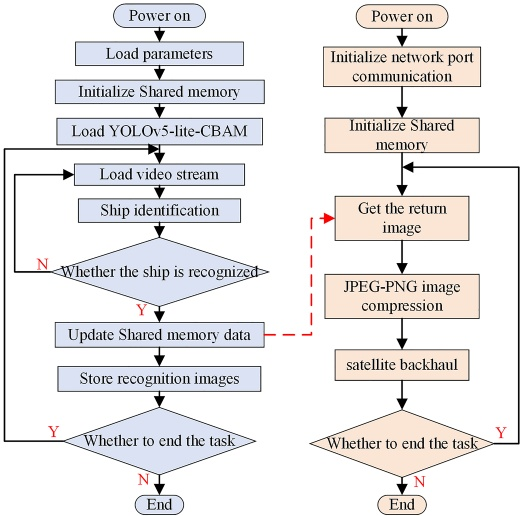 Power on
Load parameters
Initialize Shared memory
Load YOLOv5-lite-CBAM
Load video stream
Ship identification
Whether the ship is recognized
N
Y
Update Shared memory data
Store recognition images
Whether to end the task
Y
N
End
Power on
Initialize network port
communication
Initialize Shared
memory
Get the return
image
JPEG-PNG image
compression
satellite backhaul
Whether to end the task
Y
N
End